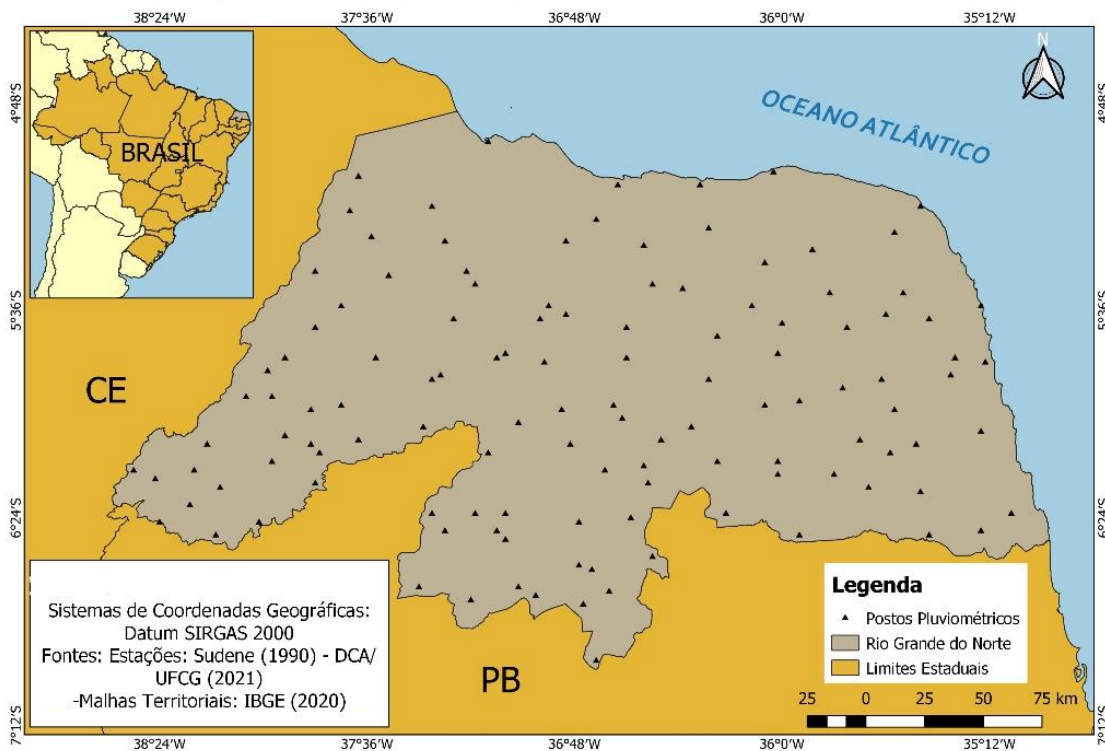 38°24'W 37°36'W 36°48'W 36°00'W 35°12'W
N
4°48'S 4°48'S
OCEANO ATLÂNTICO
BRASIL
5°36'S 5°36'S
CE
6°24'S 6°24'S
Sistemas de Coordenadas Geográficas:
Datum SIRGAS 2000
Fontes: Estações: Sudene (1990) - DCA/
UFCG (2021)
-Malhas Territoriais: IBGE (2020)
PB
Legenda
Postos Pluviométricos
Rio Grande do Norte
Limites Estaduais
25 0 25 50 75 km
7°12'S 7°12'S
38°24'W 37°36'W 36°48'W 36°00'W 35°12'W